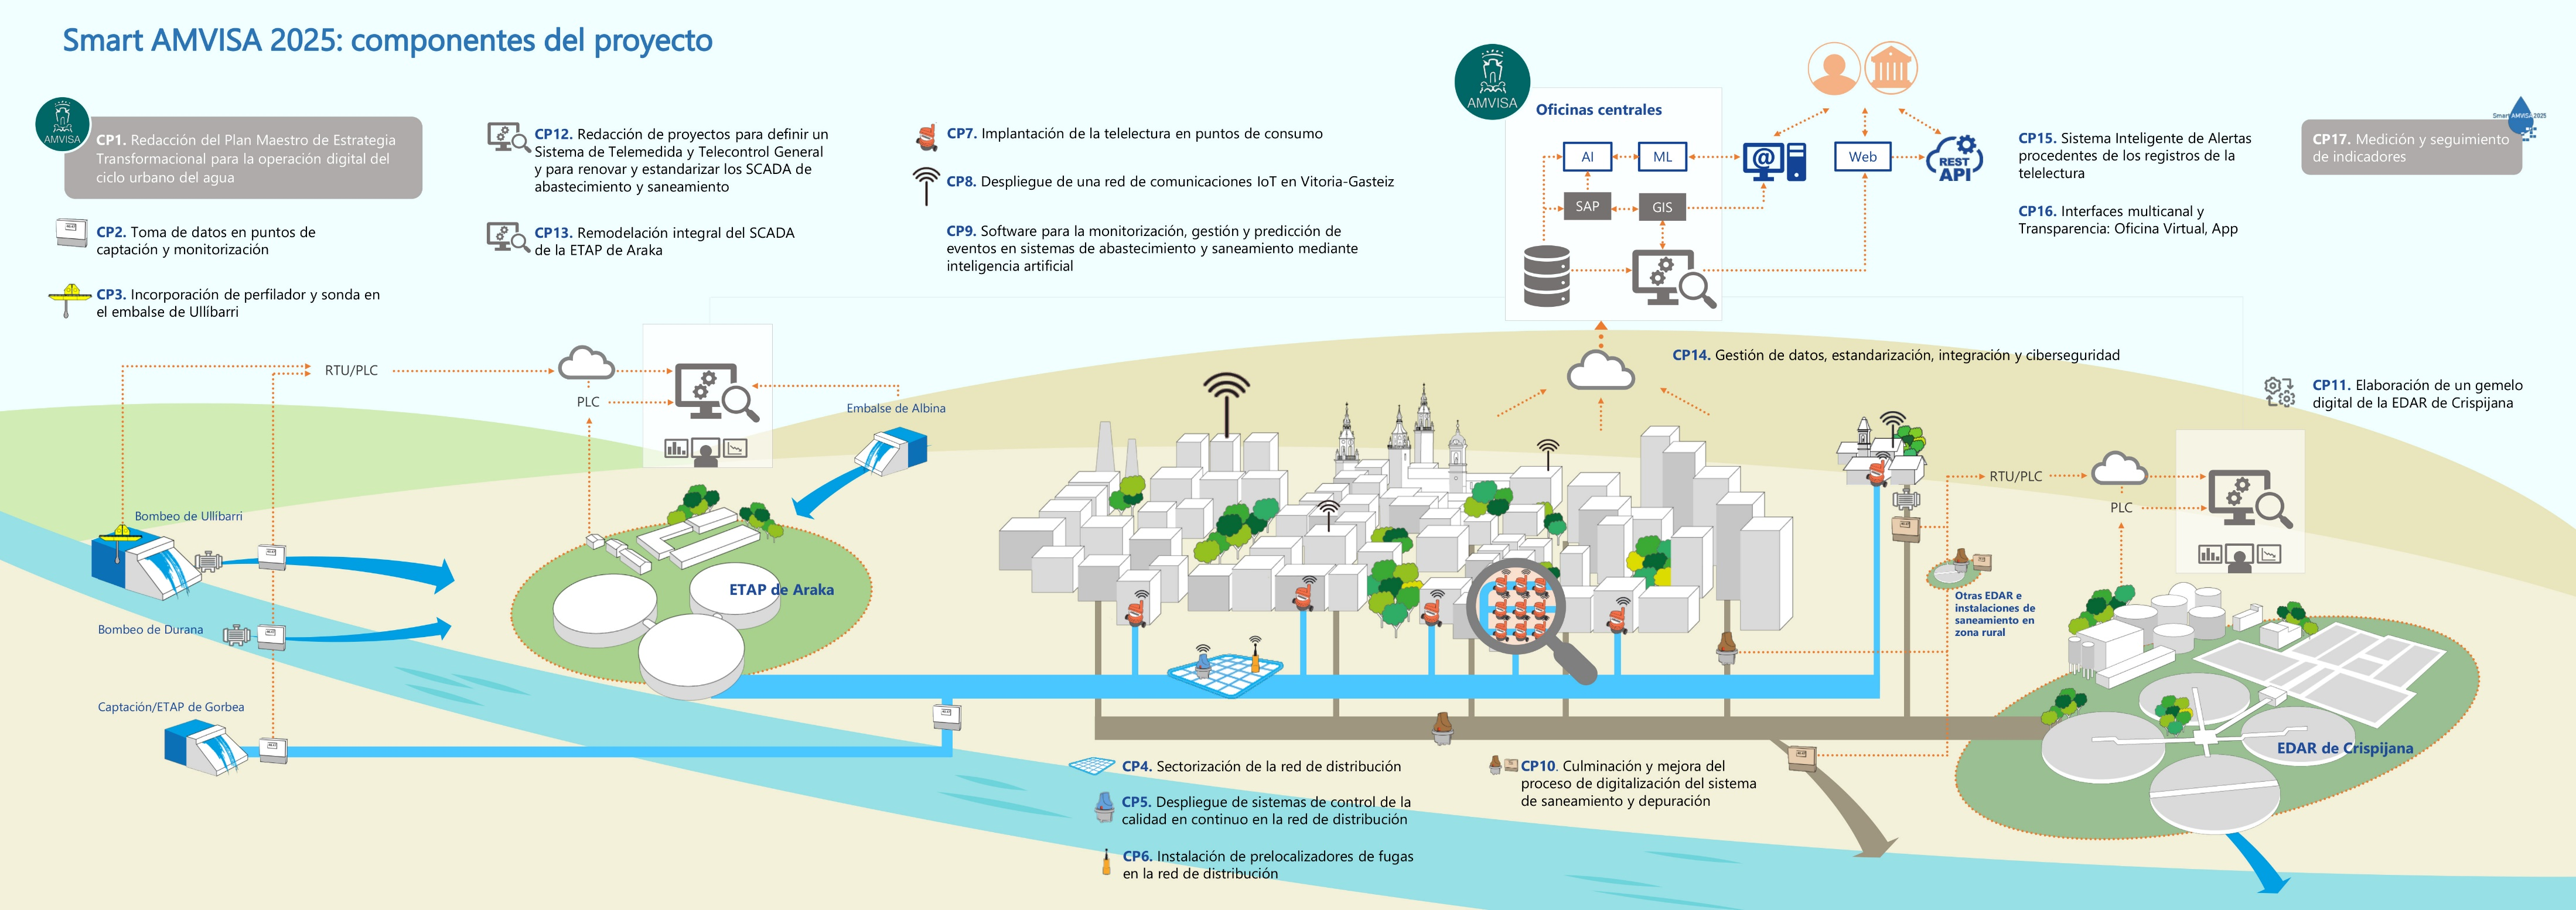 Smart AMVISA 2025: componentes del proyecto
AMVISA
CP1. Redacción del Plan Maestro de Estrategia
Transformacional para la operación digital del
ciclo urbano del agua
CP2. Toma de datos en puntos de
captación y monitorización
CP3. Incorporación de perfilador y sonda en
el embalse de Ullíbarri
CP12. Redacción de proyectos para definir un
Sistema de Telemedida y Telecontrol General
y para renovar y estandarizar los SCADA de
abastecimiento y saneamiento
CP13. Remodelación integral del SCADA
de la ETAP de Araka
CP7. Implantación de la telelectura en puntos de consumo
CP8. Despliegue de una red de comunicaciones IoT en Vitoria-Gasteiz
CP9. Software para la monitorización, gestión y predicción de
eventos en sistemas de abastecimiento y saneamiento mediante
inteligencia artificial
AMVISA
Oficinas centrales
AI
ML
SAP
GIS
@
Web
REST
API
CP15. Sistema Inteligente de Alertas
procedentes de los registros de la
telelectura
CP16. Interfaces multicanal y
Transparencia: Oficina Virtual, App
Smart AMVISA 2025
CP17. Medición y seguimiento
de indicadores
CP14. Gestión de datos, estandarización, integración y ciberseguridad
CP11. Elaboración de un gemelo
digital de la EDAR de Crispijana
RTU/PLC
PLC
Embalse de Albina
Bombeo de Ullíbarri
Bombeo de Durana
Captación/ETAP de Gorbea
ETAP de Araka
RTU/PLC
PLC
Otras EDAR e
instalaciones de
saneamiento en
zona rural
EDAR de Crispijana
CP4. Sectorización de la red de distribución
CP5. Despliegue de sistemas de control de la
calidad en continuo en la red de distribución
CP6. Instalación de prelocalizadores de fugas
en la red de distribución
CP10. Culminación y mejora del
proceso de digitalización del sistema
de saneamiento y depuración